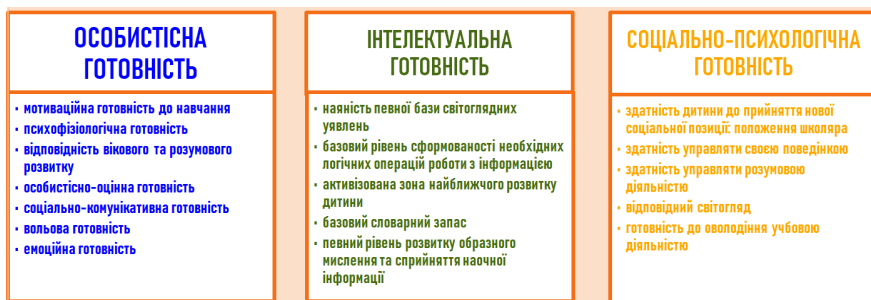 ОСОБИСТІСНА
ГОТОВНІСТЬ
• мотиваційна готовність до навчання
• психофізіологічна готовність
• відповідність вікового та розумового
розвитку
• особистісно-оцінна готовність
• соціально-комунікативна готовність
• вольова готовність
• емоційна готовність
ІНТЕЛЕКТУАЛЬНА
ГОТОВНІСТЬ
• наяність певної бази світоглядних
уявлень
• базовий рівень сформованості необхідних
логічних операцій роботи з інформацією
• активізована зона найближчого розвитку
дитини
• базовий словарний запас
• певний рівень розвитку образного
мислення та сприйняття наочної
інформації
СОЦІАЛЬНО-ПСИХОЛОГІЧНА
ГОТОВНІСТЬ
• здатність дитини до прийняття нової
соціальної позиції: положення школяра
• здатність управляти своєю поведінкою
• здатність управляти розумовою
діяльністю
• відповідний світогляд
• готовність до оволодіння учбовою
діяльністю